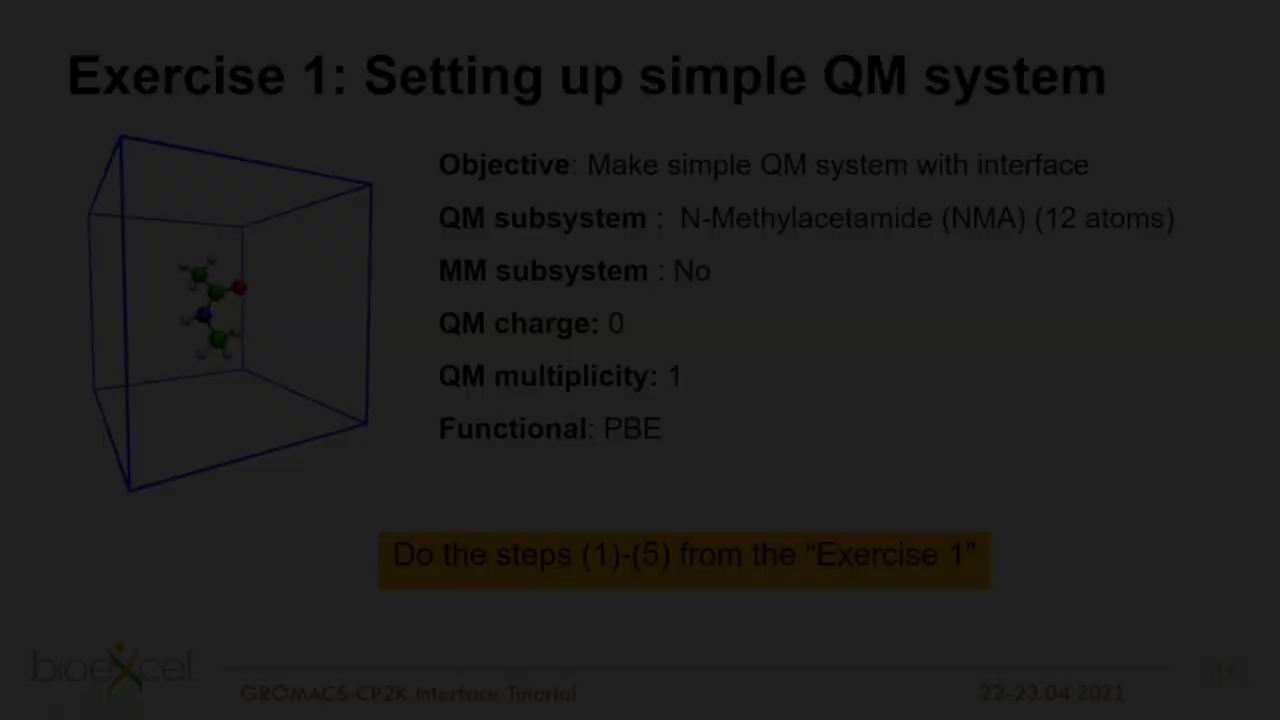 Exercise 1: Setting up simple QM system
Objective: Make simple QM system with interface
QM subsystem : N-Methylacetamide (NMA) (12 atoms)
MM subsystem : No
QM charge: 0
QM multiplicity: 1
Functional: PBE
Do the steps (1)-(5) from the “Exercise 1”
bioexcel
GROMACS-CP2K Interface Tutorial
22-23.04.2021